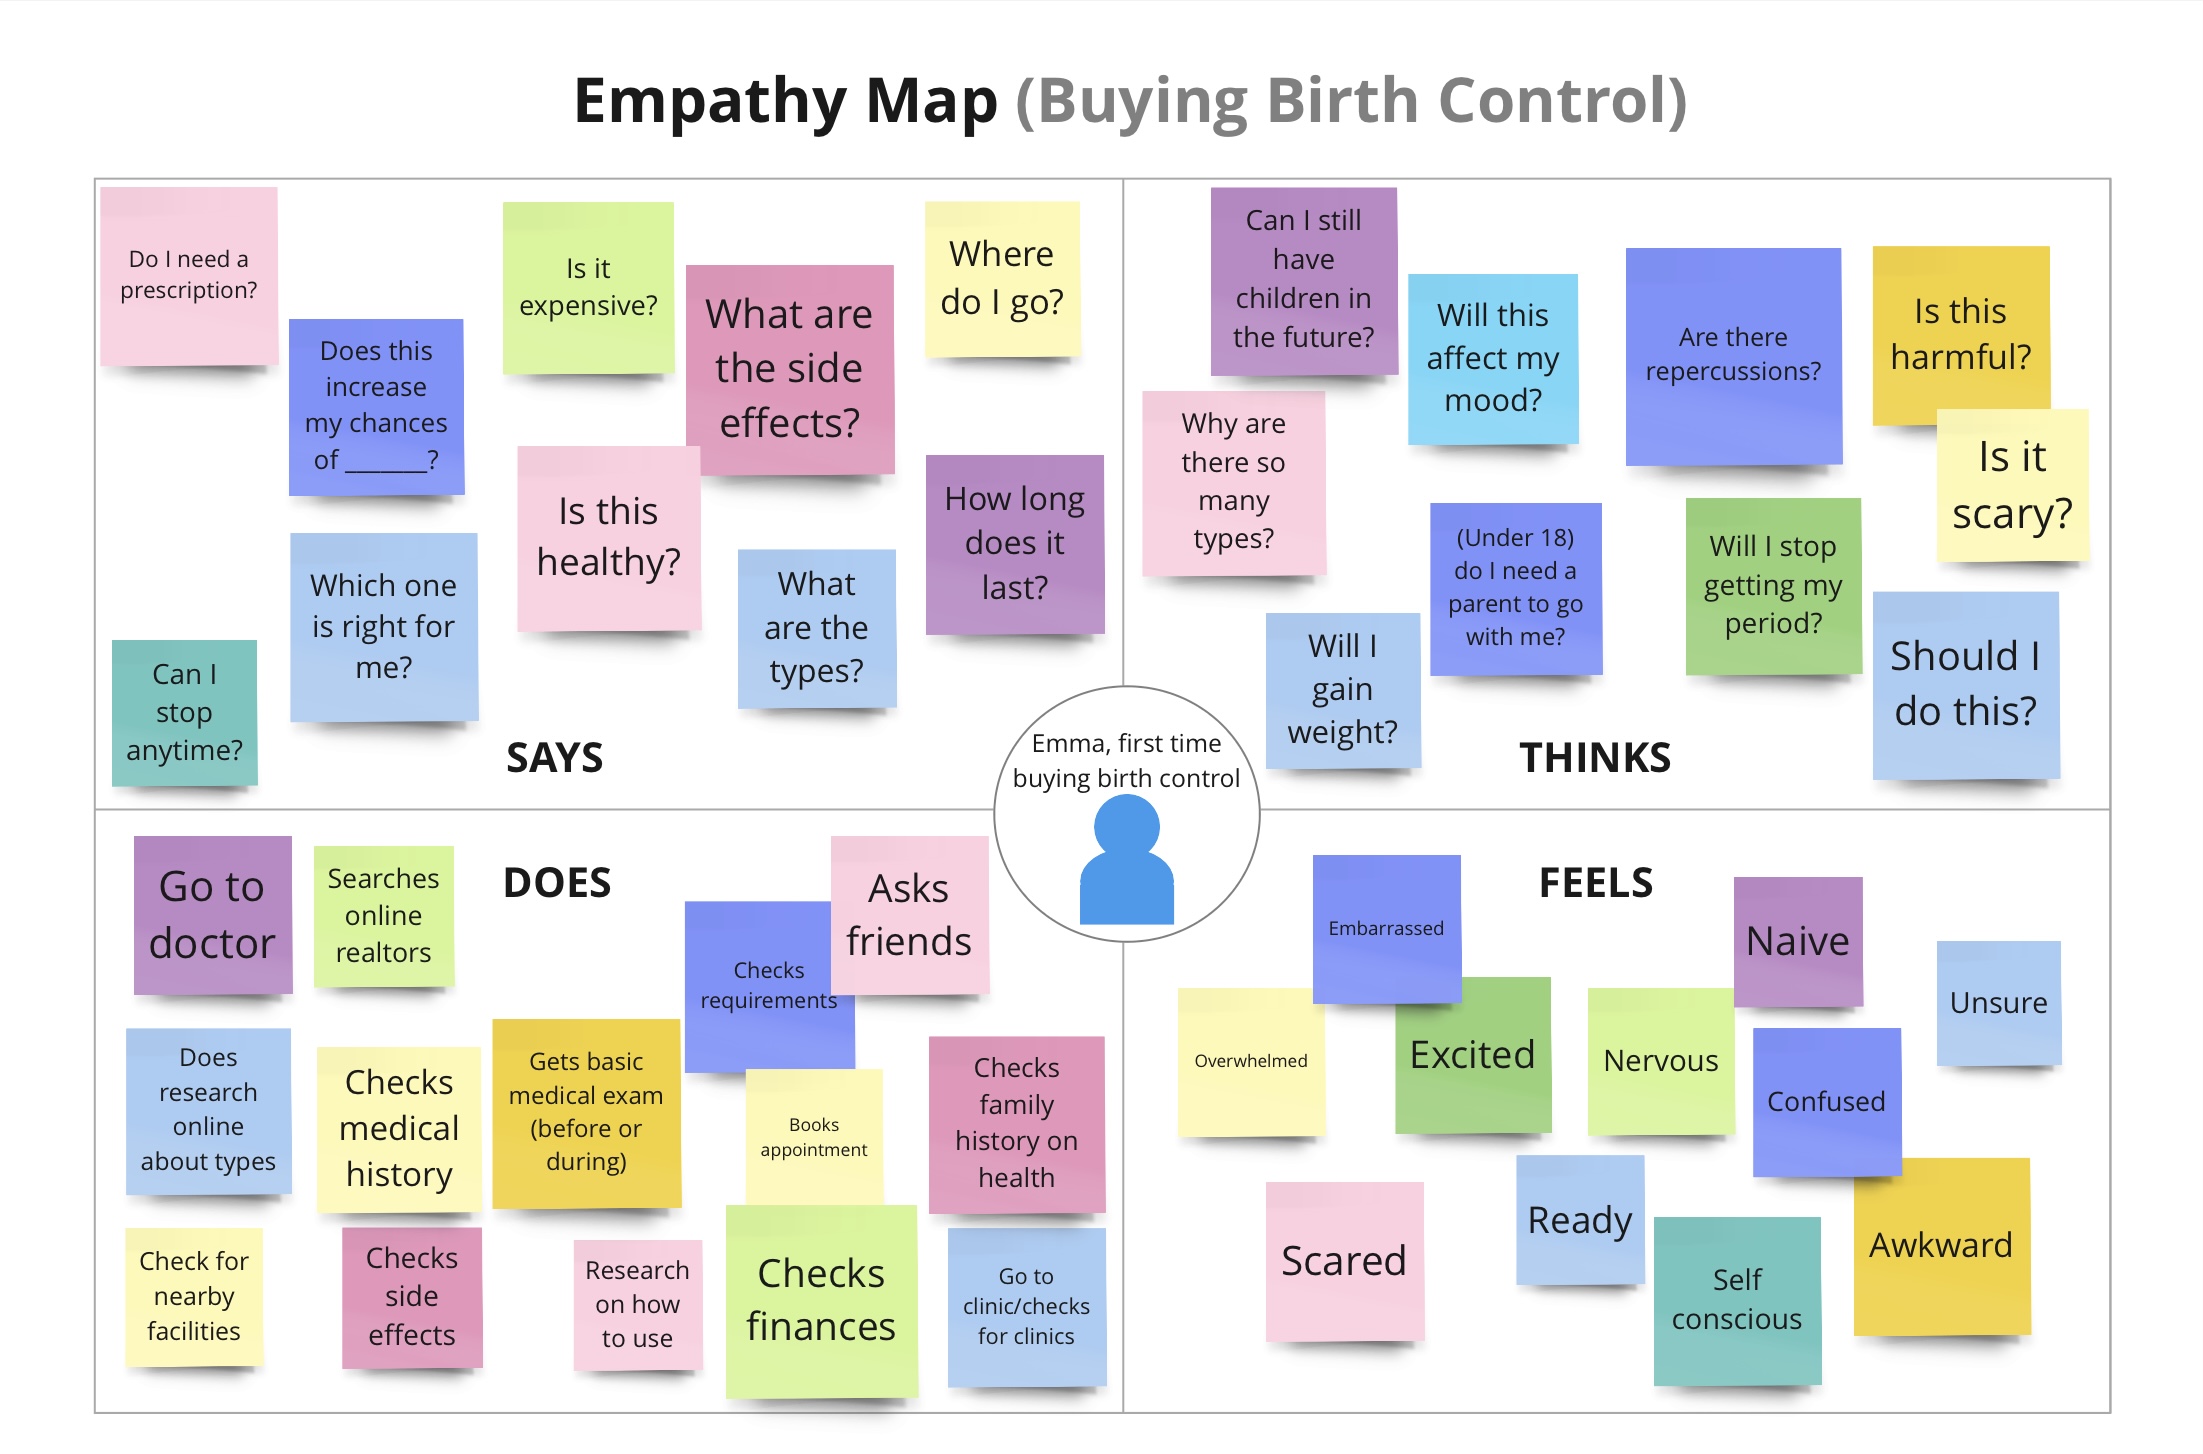 Empathy Map (Buying Birth Control)
Do I need a
prescription?
Does this
increase
my chances
of ______?
Is it
expensive?
What are
the side
effects?
Where
do I go?
Is this
healthy?
How long
does it
last?
Which one
is right for
me?
What
are the
types?
Can I
stop
anytime?
SAYS
Can I still
have
children in
the future?
Will this
affect my
mood?
Are there
repercussions?
Is this
harmful?
Is it
scary?
Why are
there so
many
types?
(Under 18)
do I need a
parent to go
with me?
Will I stop
getting my
period?
Will I
gain
weight?
Should I
do this?
THINKS
Emma, first time
buying birth control
Go to
doctor
Searches
online
realtors
DOES
Checks
requirements
Asks
friends
Does
research
online
about types
Checks
medical
history
Gets basic
medical exam
(before or
during)
Books
appointment
Checks
family
history on
health
Check for
nearby
facilities
Checks
side
effects
Research
on how
to use
Checks
finances
Go to
clinic/checks
for clinics
FEELS
Embarrassed
Naive
Unsure
Overwhelmed
Excited
Nervous
Confused
Scared
Ready
Self
conscious
Awkward